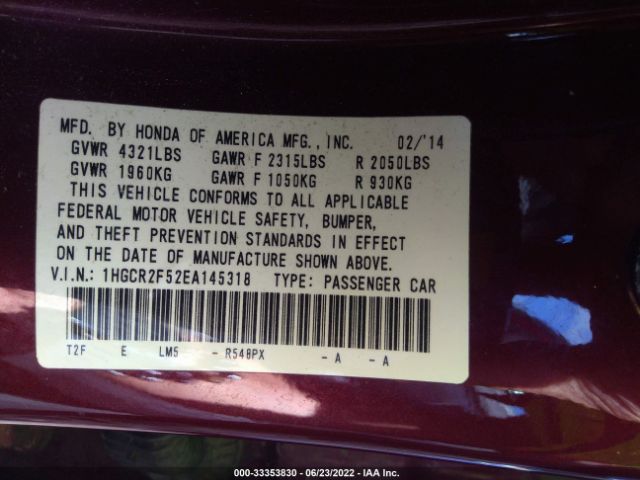 MFD. BY HONDA OF AMERICA MFG., INC. 02/'14
GVWR 4321LBS GAWR F 2315LBS R 2050LBS
GVWR 1960KG GAWR F 1050KG R 930KG
THIS VEHICLE CONFORMS TO ALL APPLICABLE
FEDERAL MOTOR VEHICLE SAFETY, BUMPER,
AND THEFT PREVENTION STANDARDS IN EFFECT
ON THE DATE OF MANUFACTURE SHOWN ABOVE.
V.I.N.: 1HGCR2F52EA145318 TYPE: PASSENGER CAR
T2F E LM5 - R548PX - A - A
000-33353830 - 06/23/2022 - IAA Inc.